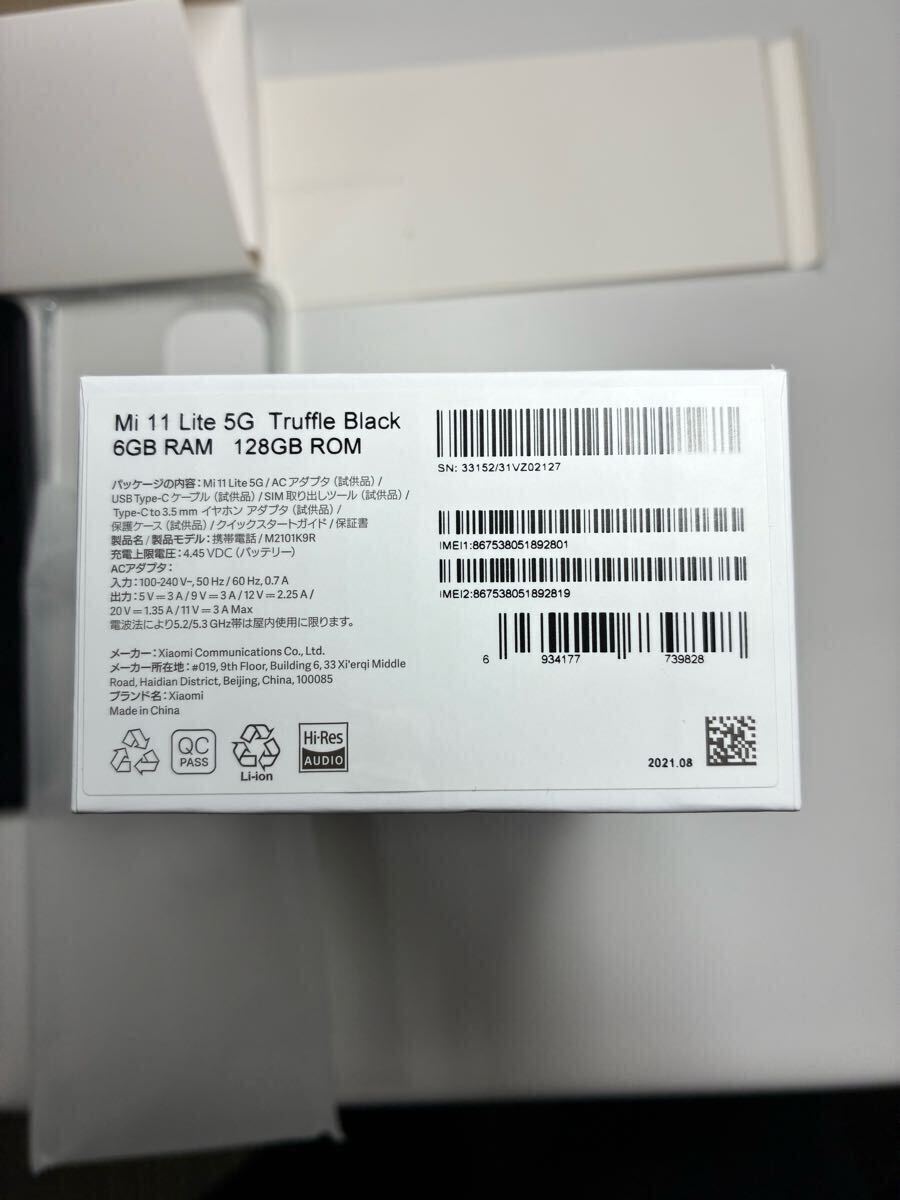 Mi 11 Lite 5G Truffle Black
6GB RAM 128GB ROM
パッケージの内容：Mi 11 Lite 5G / AC アダプタ（試供品）/
USB Type-C ケーブル（試供品）/ SIM 取り出しツール（試供品）/
Type-C to 3.5 mm イヤホン アダプタ（試供品）/
保護ケース（試供品）/ クイックスタートガイド / 保証書
製品名 / 製品モデル：携帯電話 / M2101K9R
充電上限電圧：4.45 VDC（バッテリー）
ACアダプタ：
入力：100-240 V~, 50 Hz / 60 Hz, 0.7 A
出力：5 V⎓3 A / 9 V⎓3 A / 12 V⎓2.25 A /
20 V⎓1.35 A / 11 V⎓3 A Max
電波法により5.2/5.3 GHz帯は屋内使用に限ります。
メーカー：Xiaomi Communications Co., Ltd.
メーカー所在地：#019, 9th Floor, Building 6, 33 Xi'erqi Middle
Road, Haidian District, Beijing, China, 100085
ブランド名：Xiaomi
Made in China
QC
PASS
Li-ion
Hi-Res
AUDIO
SN: 33152/31VZ02127
IMEI1:867538051892801
IMEI2:867538051892819
6 934177 739828
2021.08